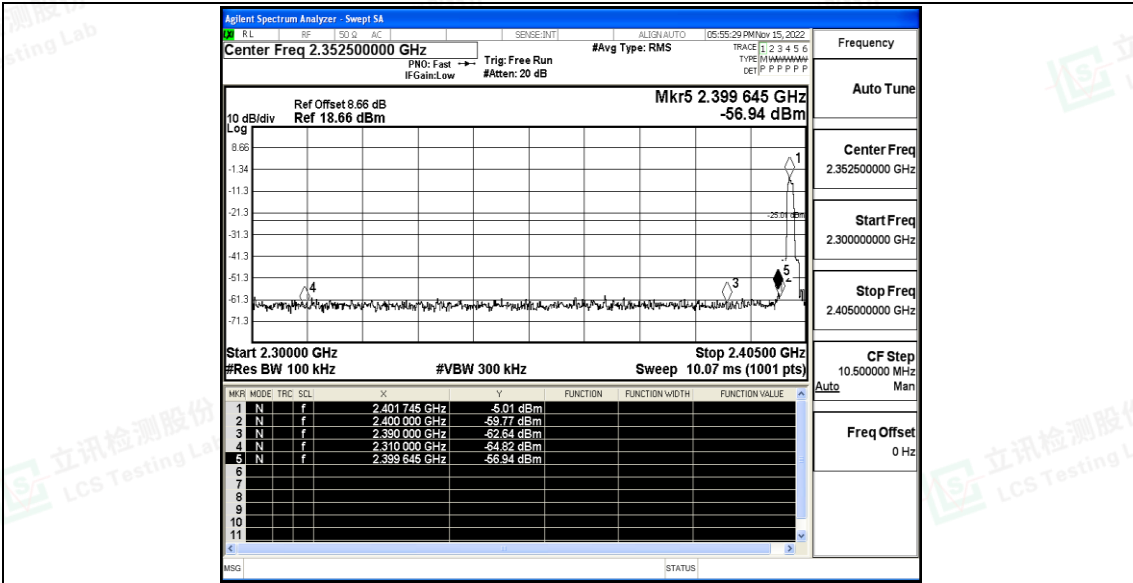 Agilent Spectrum Analyzer - Swept SA
RL RF 50 Ω AC SENSE:INT ALIGN AUTO 05:55:29 PM Nov 15, 2022
Center Freq 2.352500000 GHz
PNO: Fast
IFGain:Low
Trig: Free Run
#Atten: 20 dB
#Avg Type: RMS
TRACE 1 2 3 4 5 6
TYPE M WWWWW
DET P P P P P P
Ref Offset 8.66 dB
Ref 18.66 dBm
10 dB/div
Log
Mkr5 2.399 645 GHz
-56.94 dBm
8.66
-1.34
-11.3
-21.3
-31.3
-41.3
-51.3
-61.3
-71.3
-25.01 dBm
1
2
3
4
5
Start 2.30000 GHz
Stop 2.40500 GHz
#Res BW 100 kHz
#VBW 300 kHz
Sweep 10.07 ms (1001 pts)
MKR MODE TRC SCL X Y FUNCTION FUNCTION WIDTH FUNCTION VALUE
1 N f 2.401 745 GHz -5.01 dBm
2 N f 2.400 000 GHz -59.77 dBm
3 N f 2.390 000 GHz -62.64 dBm
4 N f 2.310 000 GHz -64.82 dBm
5 N f 2.399 645 GHz -56.94 dBm
6
7
8
9
10
11
MSG
STATUS
Frequency
Auto Tune
Center Freq
2.352500000 GHz
Start Freq
2.300000000 GHz
Stop Freq
2.405000000 GHz
CF Step
10.500000 MHz
Auto Man
Freq Offset
0 Hz
立讯检测股份
LCS Testing Lab
立讯检测股份
LCS Testing L